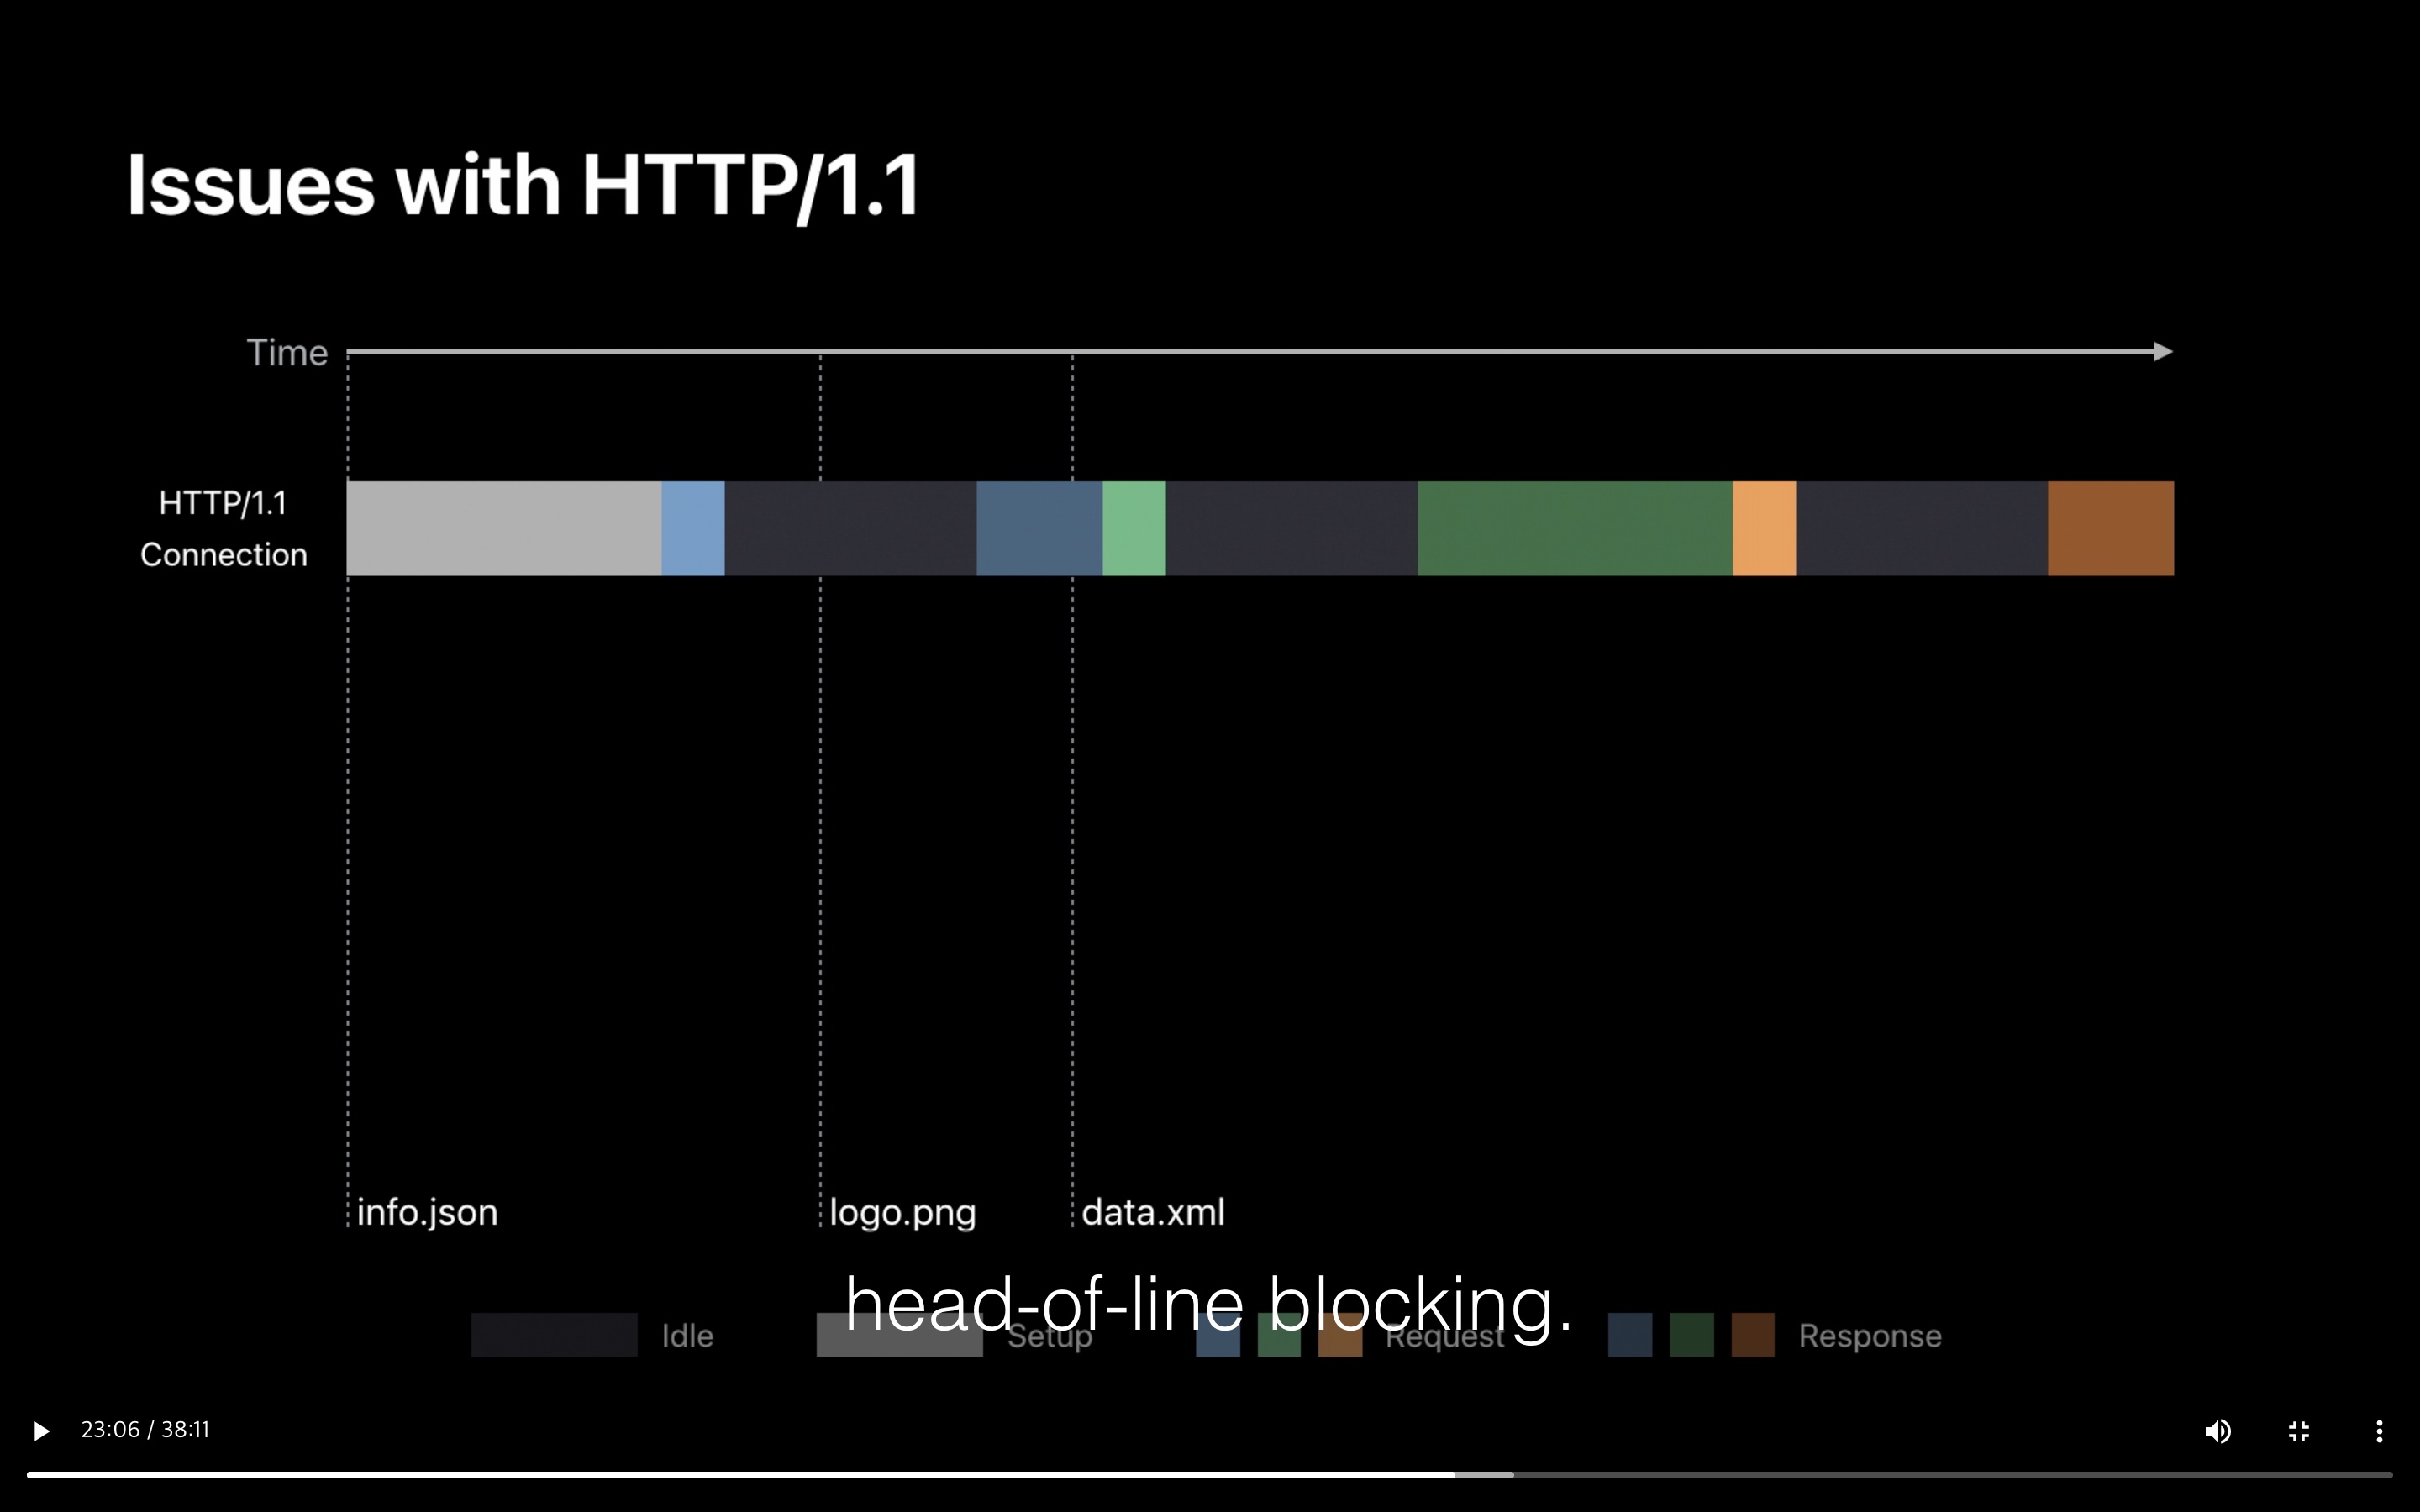 Issues with HTTP/1.1
Time
HTTP/1.1
Connection
info.json
logo.png
data.xml
head-of-line blocking.
Idle
Setup
Request
Response
23:06 / 38:11